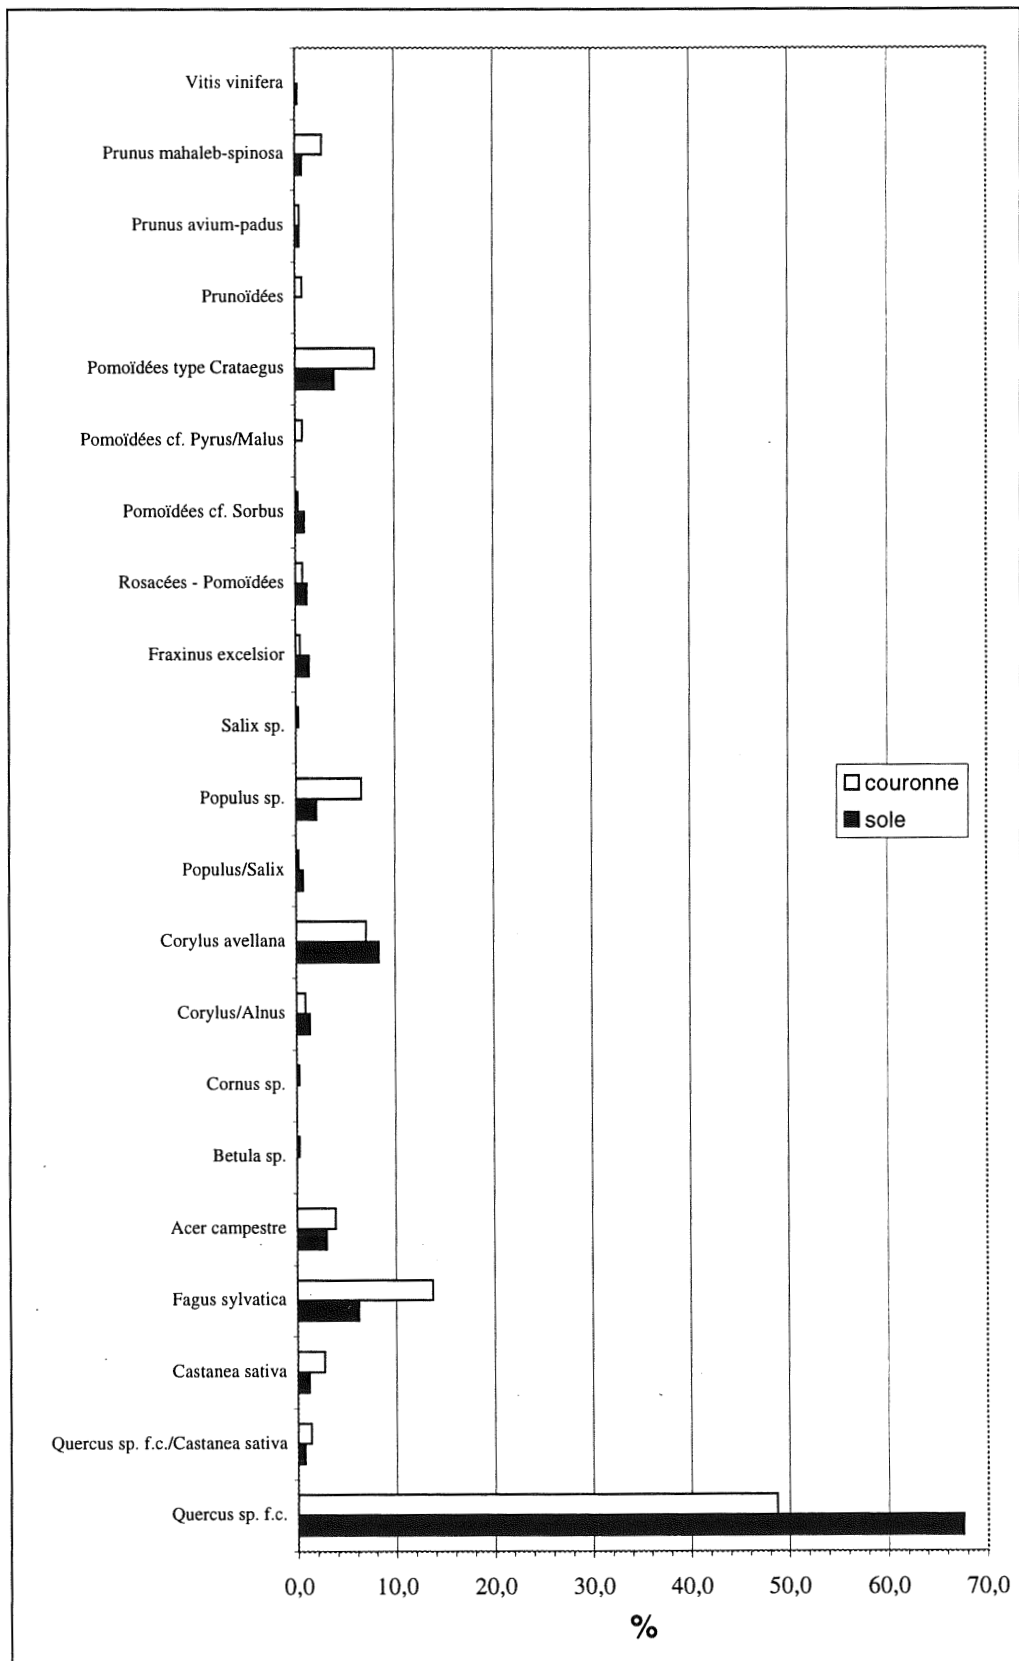 Vitis vinifera
Prunus mahaleb-spinosa
Prunus avium-padus
Prunoïdées
Pomoïdées type Crataegus
Pomoïdées cf. Pyrus/Malus
Pomoïdées cf. Sorbus
Rosacées - Pomoïdées
Fraxinus excelsior
Salix sp.
Populus sp.
Populus/Salix
Corylus avellana
Corylus/Alnus
Cornus sp.
Betula sp.
Acer campestre
Fagus sylvatica
Castanea sativa
Quercus sp. f.c./Castanea sativa
Quercus sp. f.c.
couronne
sole
0,0 10,0 20,0 30,0 40,0 50,0 60,0 70,0
%